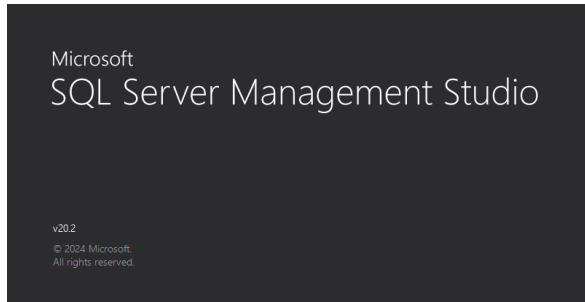 Microsoft
SQL Server Management Studio
v20.2
© 2024 Microsoft.
All rights reserved.